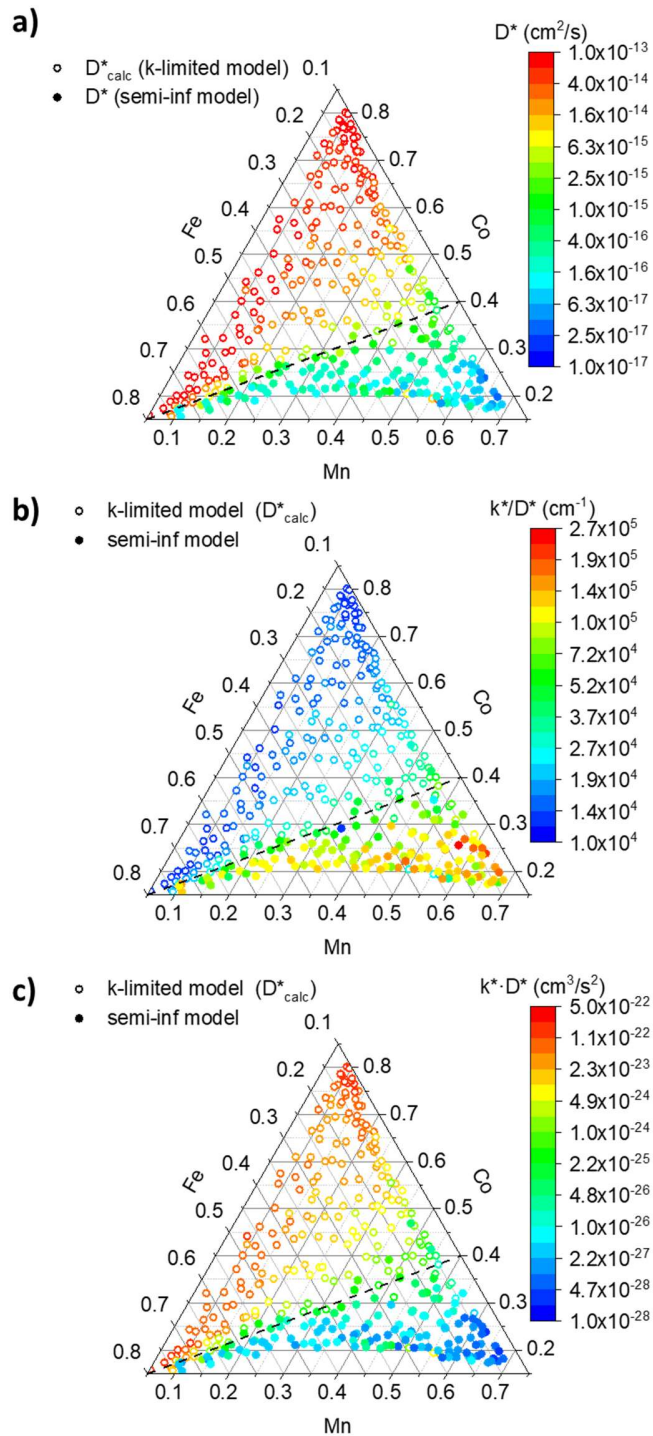 a)
D* (cm²/s)
○ D*calc (k-limited model)
● D* (semi-inf model)
0.1
0.2
0.3
0.4
0.5
0.6
0.7
0.8
Fe
0.8
0.7
0.6
0.5
0.4
0.3
0.2
Co
0.1 0.2 0.3 0.4 0.5 0.6 0.7
Mn
1.0x10⁻¹³
4.0x10⁻¹⁴
1.6x10⁻¹⁴
6.3x10⁻¹⁵
2.5x10⁻¹⁵
1.0x10⁻¹⁵
4.0x10⁻¹⁶
1.6x10⁻¹⁶
6.3x10⁻¹⁷
2.5x10⁻¹⁷
1.0x10⁻¹⁷
b)
k*/D* (cm⁻¹)
○ k-limited model (D*calc)
● semi-inf model
0.1
0.2
0.3
0.4
0.5
0.6
0.7
0.8
Fe
0.8
0.7
0.6
0.5
0.4
0.3
0.2
Co
0.1 0.2 0.3 0.4 0.5 0.6 0.7
Mn
2.7x10⁵
1.9x10⁵
1.4x10⁵
1.0x10⁵
7.2x10⁴
5.2x10⁴
3.7x10⁴
2.7x10⁴
1.9x10⁴
1.4x10⁴
1.0x10⁴
c)
k*·D* (cm³/s²)
○ k-limited model (D*calc)
● semi-inf model
0.1
0.2
0.3
0.4
0.5
0.6
0.7
0.8
Fe
0.8
0.7
0.6
0.5
0.4
0.3
0.2
Co
0.1 0.2 0.3 0.4 0.5 0.6 0.7
Mn
5.0x10⁻²²
1.1x10⁻²²
2.3x10⁻²³
4.9x10⁻²⁴
1.0x10⁻²⁴
2.2x10⁻²⁵
4.8x10⁻²⁶
1.0x10⁻²⁶
2.2x10⁻²⁷
4.7x10⁻²⁸
1.0x10⁻²⁸